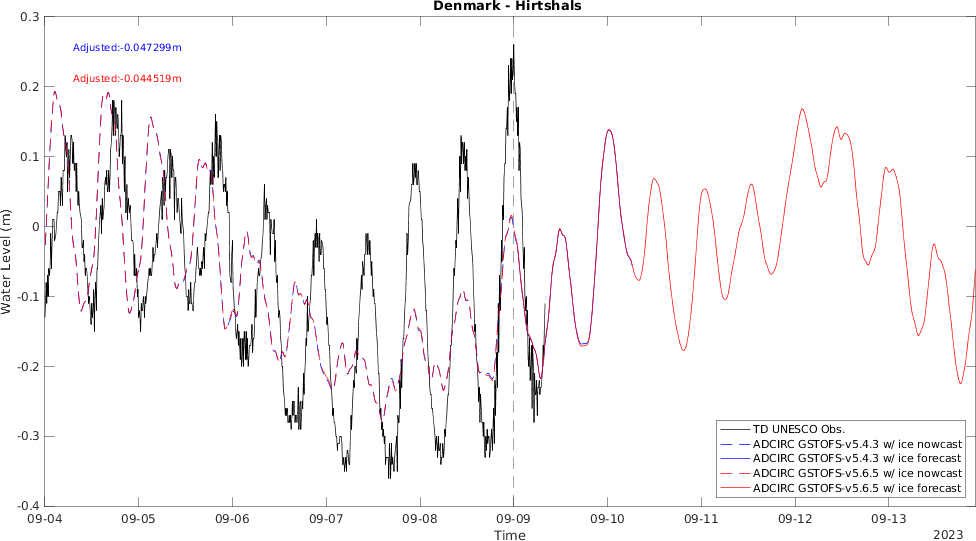 Denmark - Hirtshals
Adjusted:-0.047299m
Adjusted:-0.044519m
0.3
0.2
0.1
0
-0.1
-0.2
-0.3
-0.4
Water Level (m)
TD UNESCO Obs.
ADCIRC GSTOFS-v5.4.3 w/ ice nowcast
ADCIRC GSTOFS-v5.4.3 w/ ice forecast
ADCIRC GSTOFS-v5.6.5 w/ ice nowcast
ADCIRC GSTOFS-v5.6.5 w/ ice forecast
09-04 09-05 09-06 09-07 09-08 09-09 09-10 09-11 09-12 09-13
Time
2023